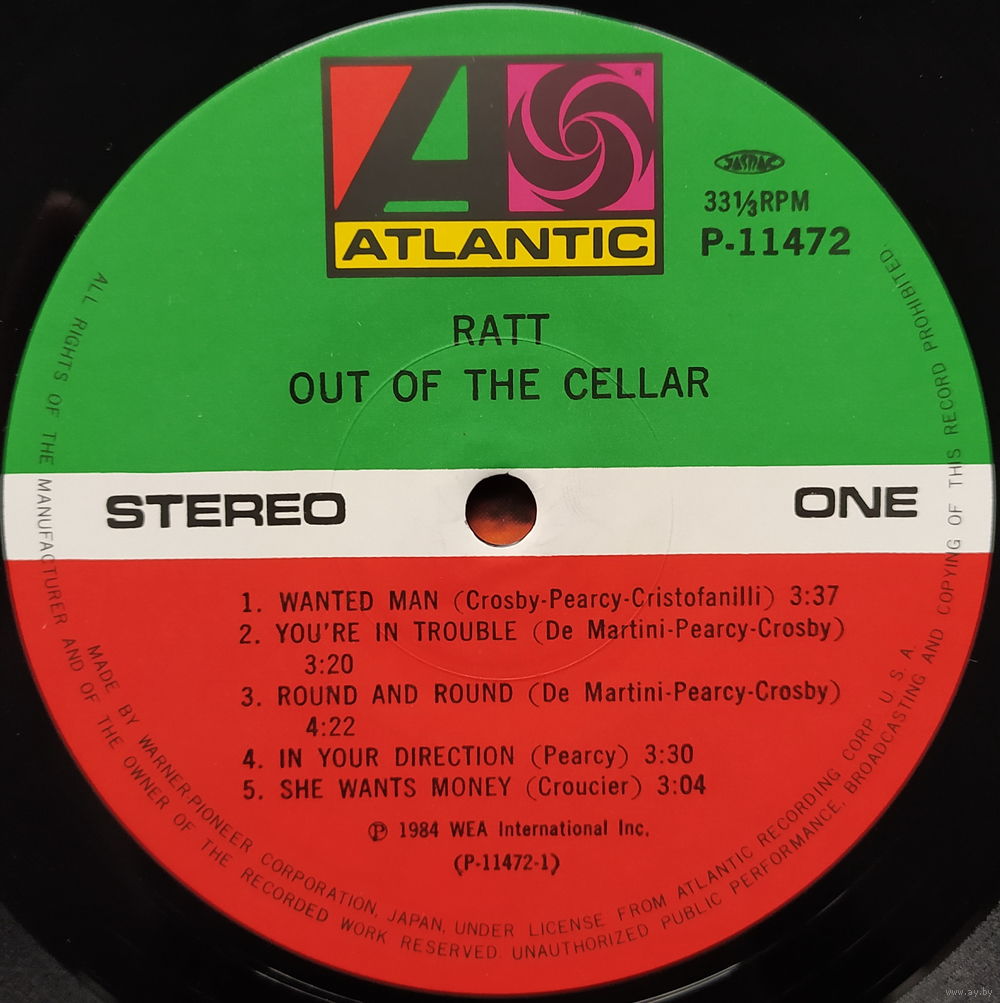 ATLANTIC
®
JASRAC
33⅓RPM
P-11472
RATT
OUT OF THE CELLAR
STEREO
ONE
1. WANTED MAN (Crosby-Pearcy-Cristofanilli) 3:37
2. YOU'RE IN TROUBLE (De Martini-Pearcy-Crosby)
3:20
3. ROUND AND ROUND (De Martini-Pearcy-Crosby)
4:22
4. IN YOUR DIRECTION (Pearcy) 3:30
5. SHE WANTS MONEY (Croucier) 3:04
℗ 1984 WEA International Inc.
(P-11472-1)
MADE BY WARNER-PIONEER CORPORATION, JAPAN, UNDER LICENSE FROM ATLANTIC RECORDING CORP. U. S. A.
ALL RIGHTS OF THE MANUFACTURER AND OF THE OWNER OF THE RECORDED WORK RESERVED. UNAUTHORIZED PUBLIC PERFORMANCE, BROADCASTING AND COPYING OF THIS RECORD PROHIBITED.
www.ay.by